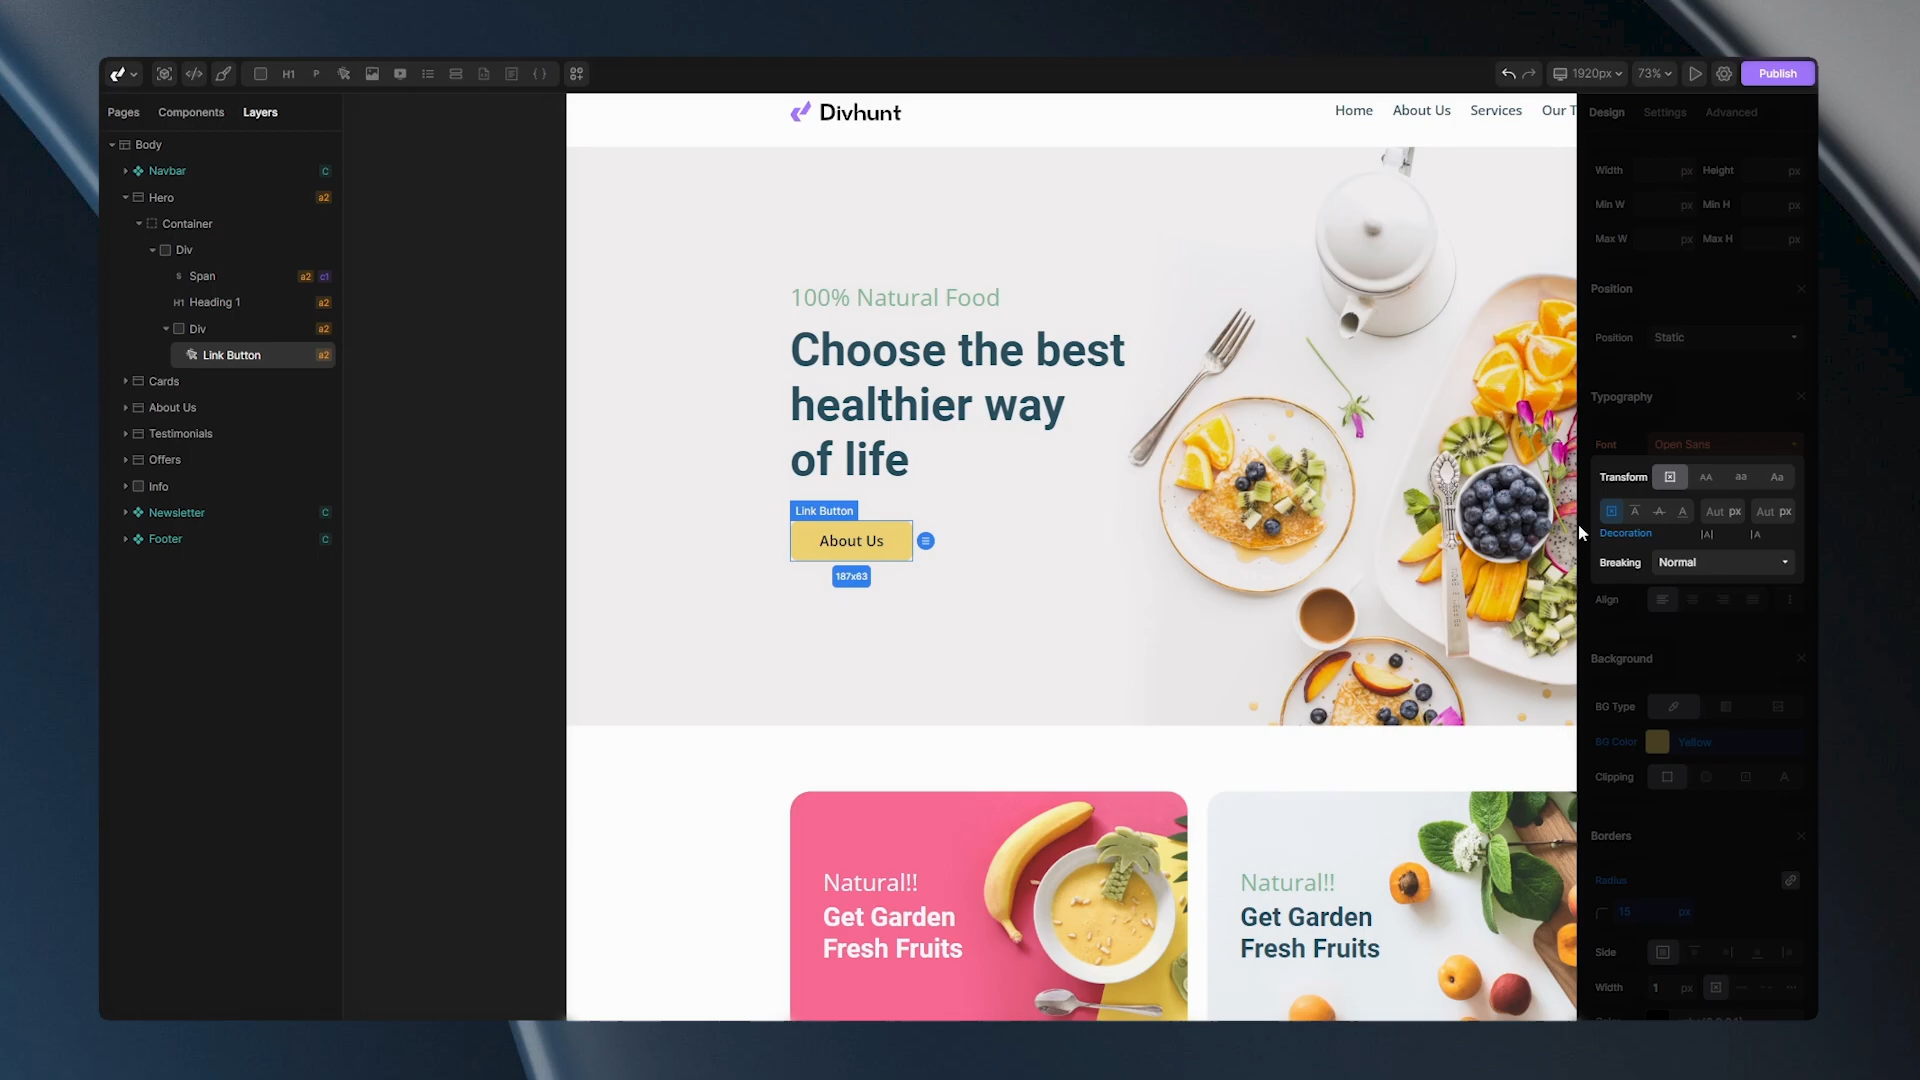 H1
P
1920px
73%
Publish
Pages
Components
Layers
Body
Navbar
C
Hero
a2
Container
Div
S
Span
a2
c1
H1
Heading 1
a2
Div
a2
Link Button
a2
Cards
About Us
Testimonials
Offers
Info
Newsletter
C
Footer
C
Divhunt
Home
About Us
Services
Our T
100% Natural Food
Choose the best
healthier way
of life
Link Button
About Us
187x63
Natural!!
Get Garden
Fresh Fruits
Natural!!
Get Garden
Fresh Fruits
Design
Settings
Advanced
Width
px
Height
px
Min W
px
Min H
px
Max W
px
Max H
px
Position
Position
Static
Typography
Font
Open Sans
Transform
AA
aa
Aa
A
A
A
Aut px
Aut px
Decoration
|A|
|A
Breaking
Normal
Align
Background
BG Type
BG Color
Yellow
Clipping
A
Borders
Radius
15
px
Side
Width
1
px